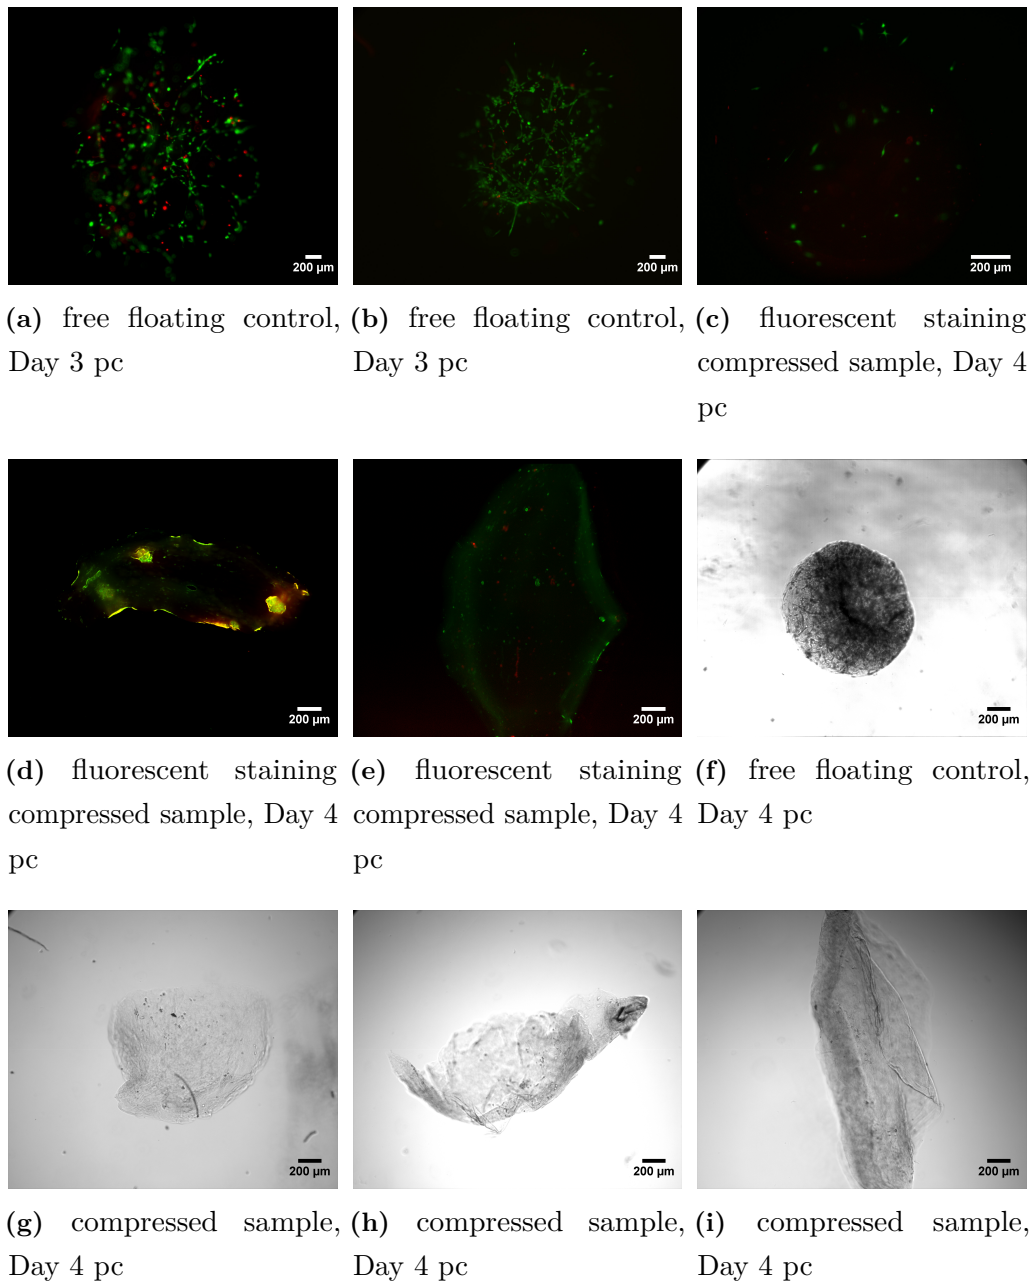 200 µm
200 µm
200 µm
(a) free floating control,
Day 3 pc
(b) free floating control,
Day 3 pc
(c) fluorescent staining
compressed sample, Day 4
pc
200 µm
200 µm
200 µm
(d) fluorescent staining
compressed sample, Day 4
pc
(e) fluorescent staining
compressed sample, Day 4
pc
(f) free floating control,
Day 4 pc
200 µm
200 µm
200 µm
(g) compressed sample,
Day 4 pc
(h) compressed sample,
Day 4 pc
(i) compressed sample,
Day 4 pc